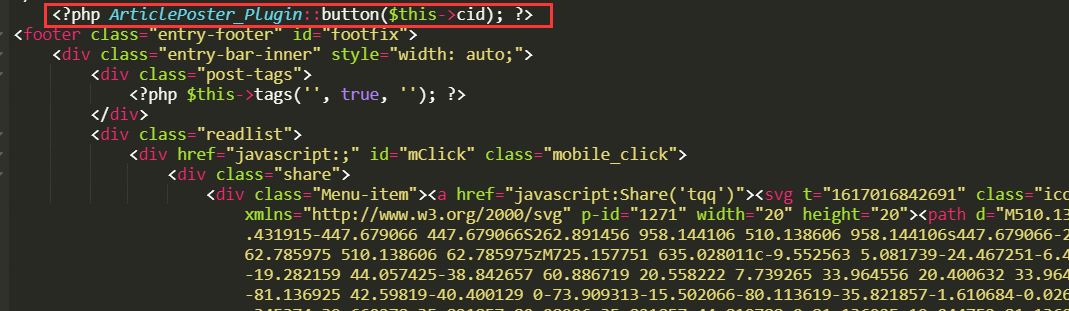 <?php ArticlePoster_Plugin::button($this->cid); ?>
<footer class="entry-footer" id="footfix">
<div class="entry-bar-inner" style="width: auto;">
<div class="post-tags">
<?php $this->tags('', true, ''); ?>
</div>
<div class="readlist">
<div href="javascript:;" id="mClick" class="mobile_click">
<div class="share">
<div class="Menu-item"><a href="javascript:Share('tqq')"><svg t="1617016842691" class="ico
xmlns="http://www.w3.org/2000/svg" p-id="1271" width="20" height="20"><path d="M510.13
.431915-447.679066 447.679066S262.891456 958.144106 510.138606 958.144106s447.679066-2
62.785975 510.138606 62.785975zM725.157751 635.028011c-9.552563 5.081739-24.467251-6.4
-19.282159 44.057425-38.842657 60.886719 20.558222 7.739265 33.964556 20.400632 33.964
-81.136925 42.59819-40.400129 0-73.909313-15.502066-80.113619-35.821857-1.610684-0.026